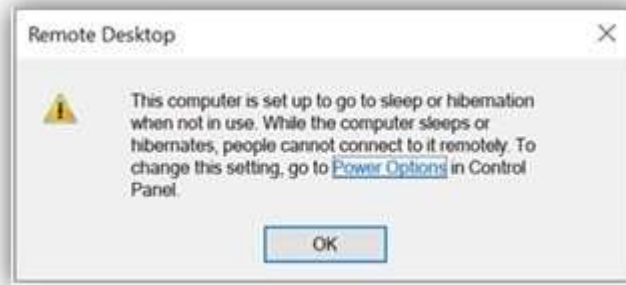 Remote Desktop
This computer is set up to go to sleep or hibernation
when not in use. While the computer sleeps or
hibernates, people cannot connect to it remotely. To
change this setting, go to Power Options in Control
Panel.
OK